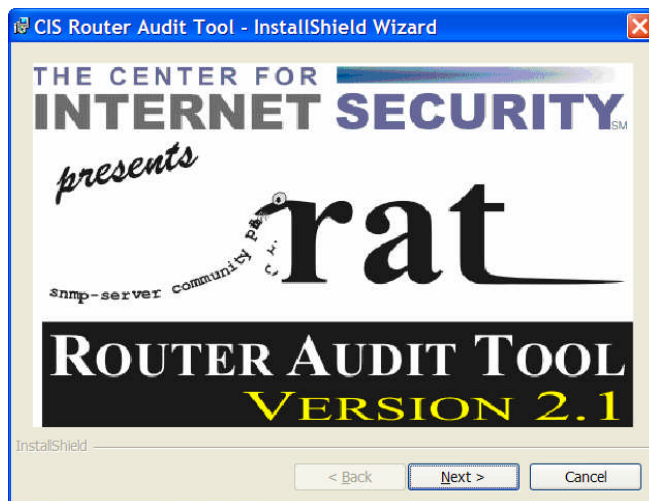 CIS Router Audit Tool - InstallShield Wizard
THE CENTER FOR
INTERNET SECURITY SM
presents
rat
snmp-server community
ROUTER AUDIT TOOL
VERSION 2.1
InstallShield
< Back
Next >
Cancel